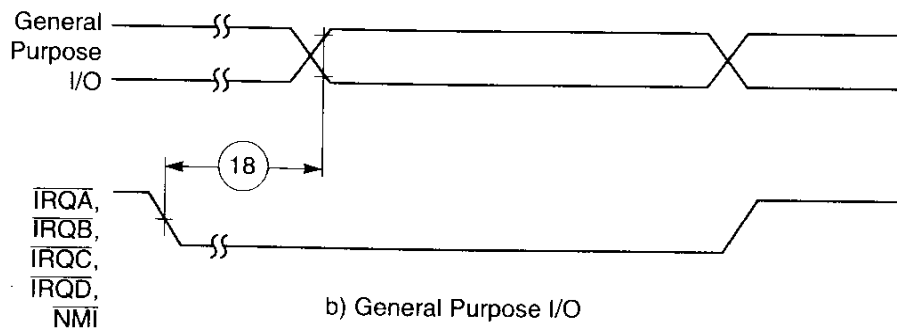 General
Purpose
I/O
18
IRQA,
IRQB,
IRQC,
IRQD,
NMI
b) General Purpose I/O